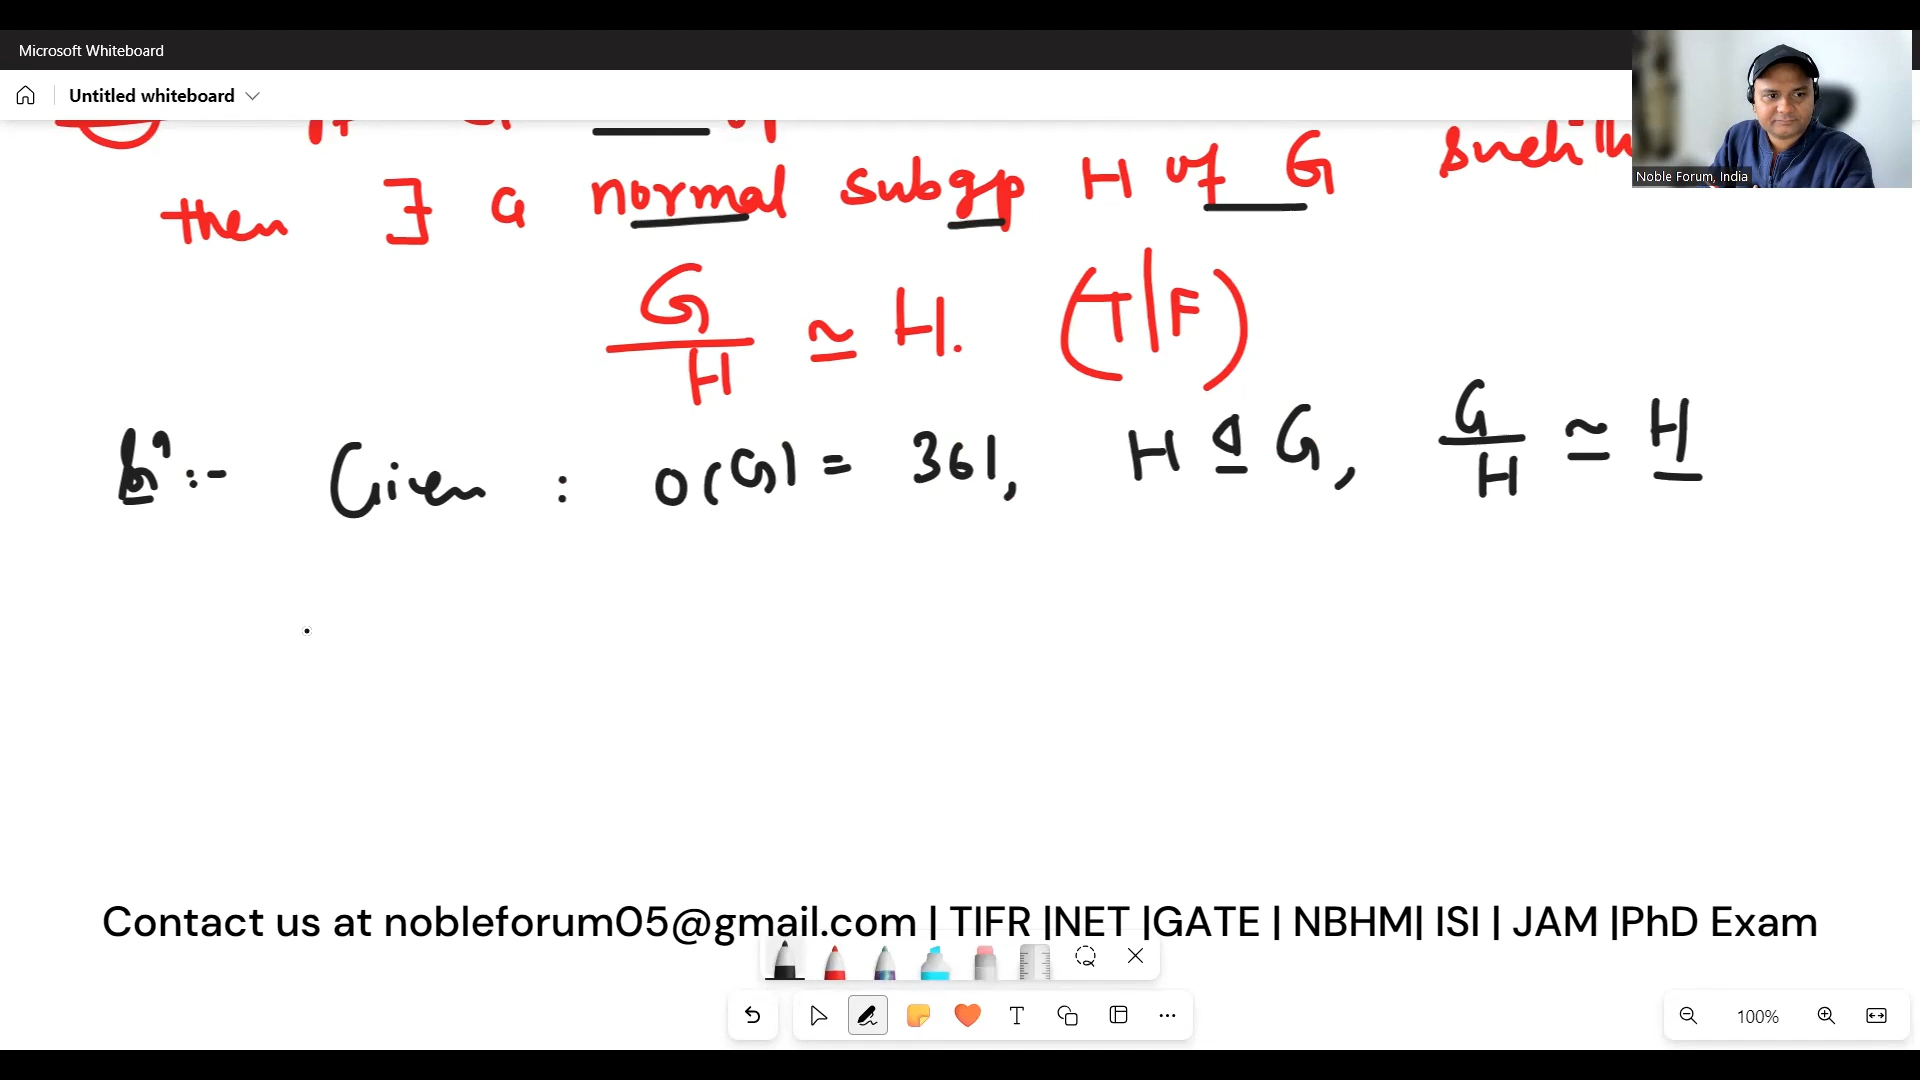 Microsoft Whiteboard
Untitled whiteboard
then ∃ a normal subgp H of G such th
G/H ≃ H. (T|F)
Noble Forum, India
Solⁿ :- Given : O(G) = 361, H ⊴ G, G/H ≃ H
Contact us at nobleforum05@gmail.com | TIFR |NET |GATE | NBHM| ISI | JAM |PhD Exam
100%